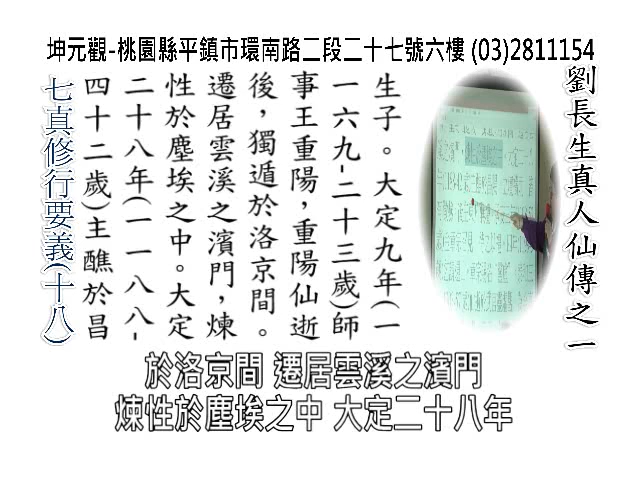 坤元觀-桃園縣平鎮市環南路二段二十七號六樓 (03)2811154
劉長生真人仙傳之一
生子。大定九年(一
一六九-二十三歲)師
事王重陽,重陽仙逝
後,獨遁於洛京間。
遷居雲溪之濱門,煉
性於塵埃之中。大定
二十八年(一一八八-
四十二歲)主醮於昌
七真修行要義(十八)
於洛京間 遷居雲溪之濱門
煉性於塵埃之中 大定二十八年